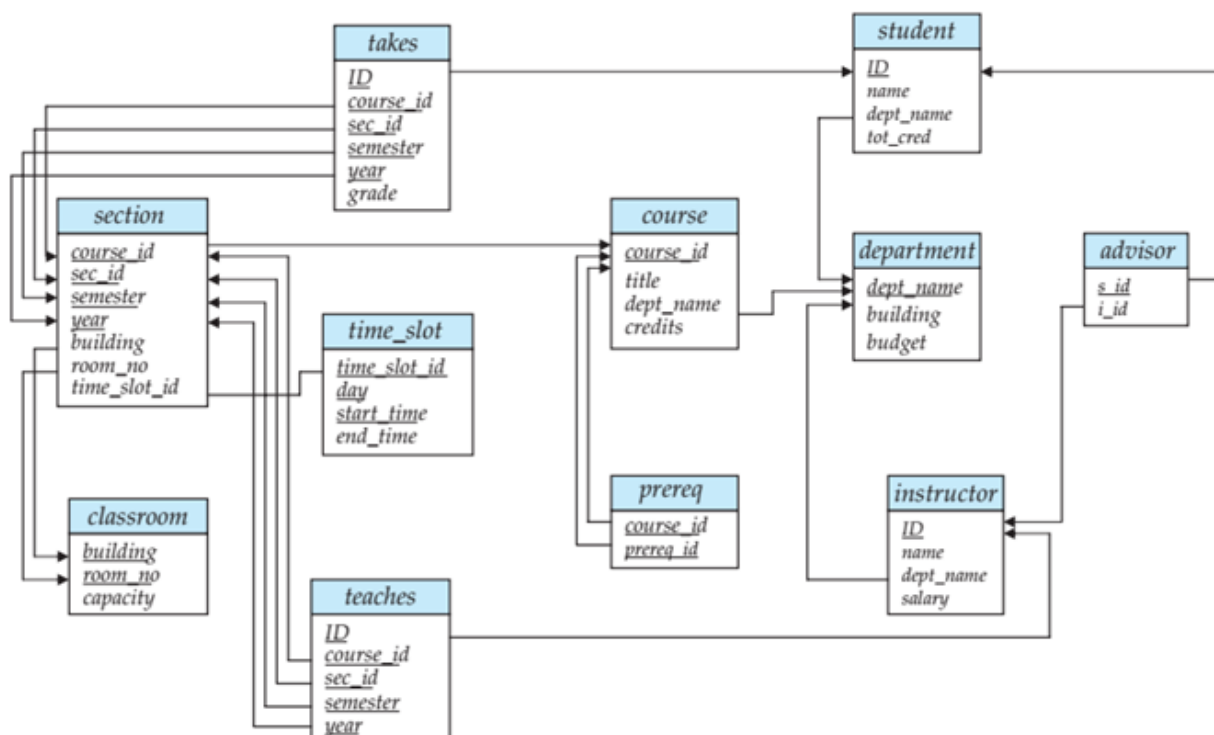 takes
ID
course_id
sec_id
semester
year
grade
student
ID
name
dept_name
tot_cred
section
course_id
sec_id
semester
year
building
room_no
time_slot_id
course
course_id
title
dept_name
credits
department
dept_name
building
budget
advisor
s_id
i_id
time_slot
time_slot_id
day
start_time
end_time
prereq
course_id
prereq_id
instructor
ID
name
dept_name
salary
classroom
building
room_no
capacity
teaches
ID
course_id
sec_id
semester
year